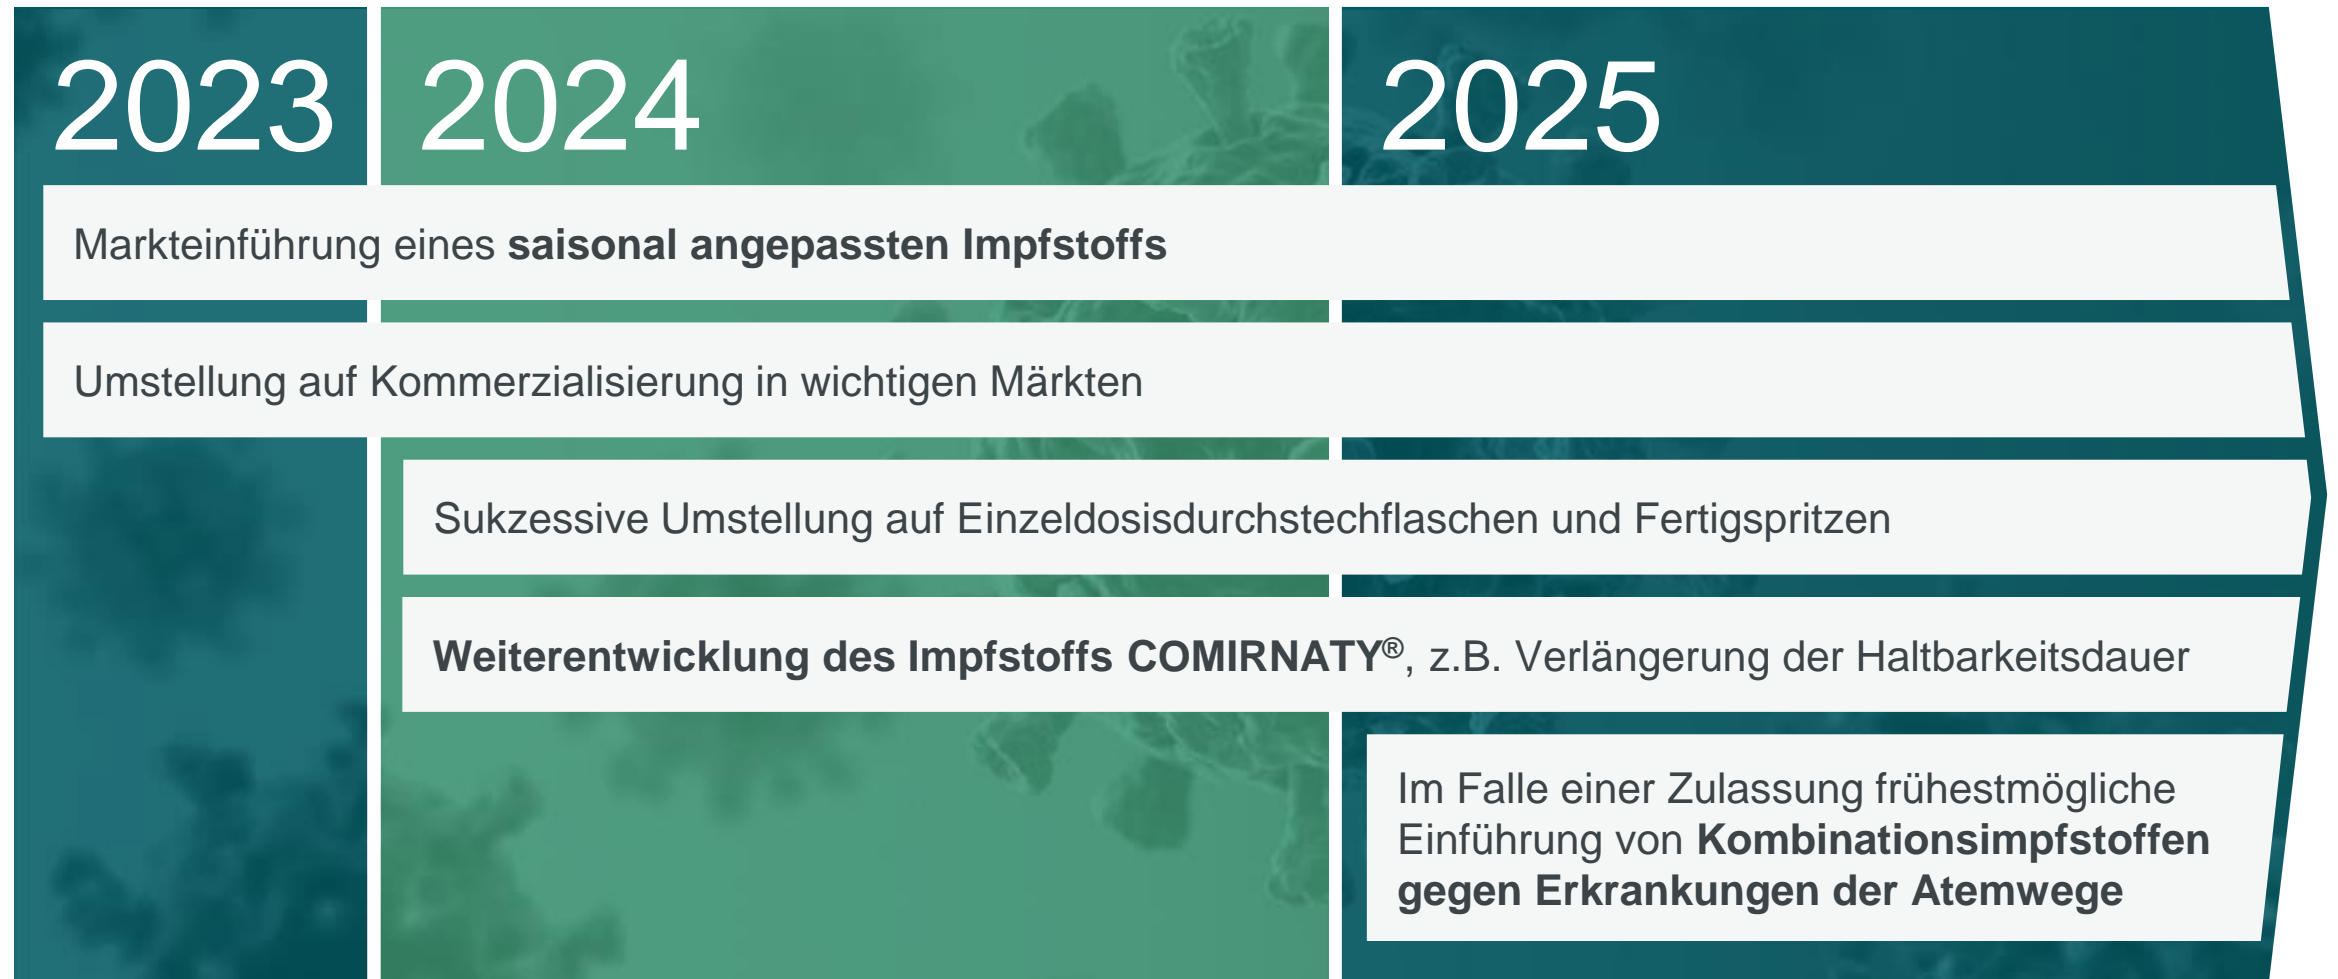 2023 2024 2025
Markteinführung eines saisonal angepassten Impfstoffs
Umstellung auf Kommerzialisierung in wichtigen Märkten
Sukzessive Umstellung auf Einzeldosisdurchstechflaschen und Fertigspritzen
Weiterentwicklung des Impfstoffs COMIRNATY®, z.B. Verlängerung der Haltbarkeitsdauer
Im Falle einer Zulassung frühestmögliche
Einführung von Kombinationsimpfstoffen
gegen Erkrankungen der Atemwege